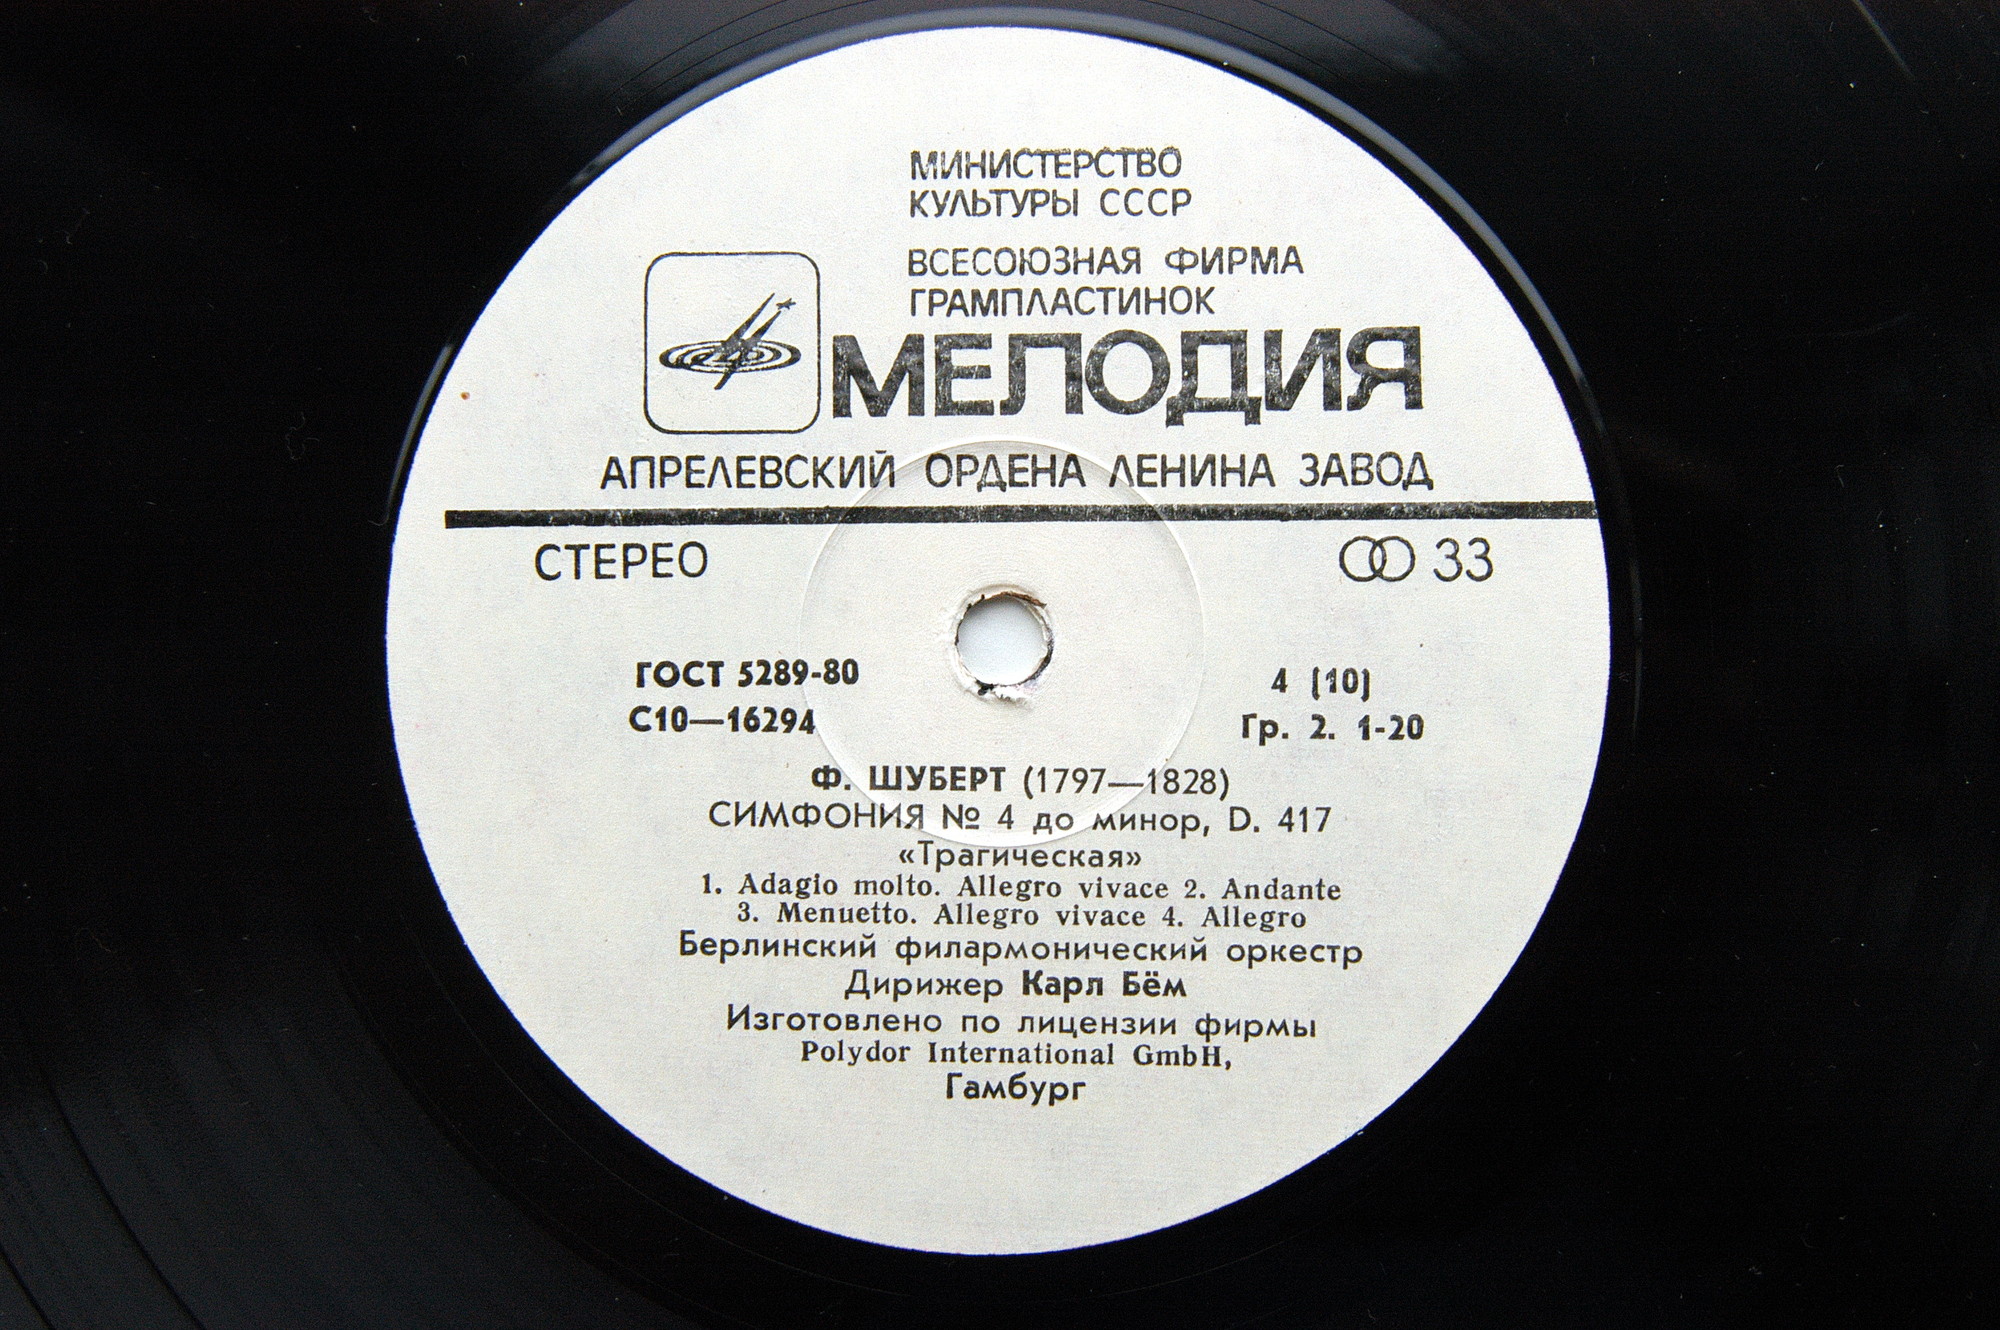 МИНИСТЕРСТВО
КУЛЬТУРЫ СССР
ВСЕСОЮЗНАЯ ФИРМА
ГРАМПЛАСТИНОК
МЕЛОДИЯ
АПРЕЛЕВСКИЙ ОРДЕНА ЛЕНИНА ЗАВОД
СТЕРЕО 33
ГОСТ 5289-80 4 (10)
С10—16294 Гр. 2. 1-20
Ф. ШУБЕРТ (1797—1828)
СИМФОНИЯ № 4 до минор, D. 417
«Трагическая»
1. Adagio molto. Allegro vivace 2. Andante
3. Menuetto. Allegro vivace 4. Allegro
Берлинский филармонический оркестр
Дирижер Карл Бём
Изготовлено по лицензии фирмы
Polydor International GmbH,
Гамбург